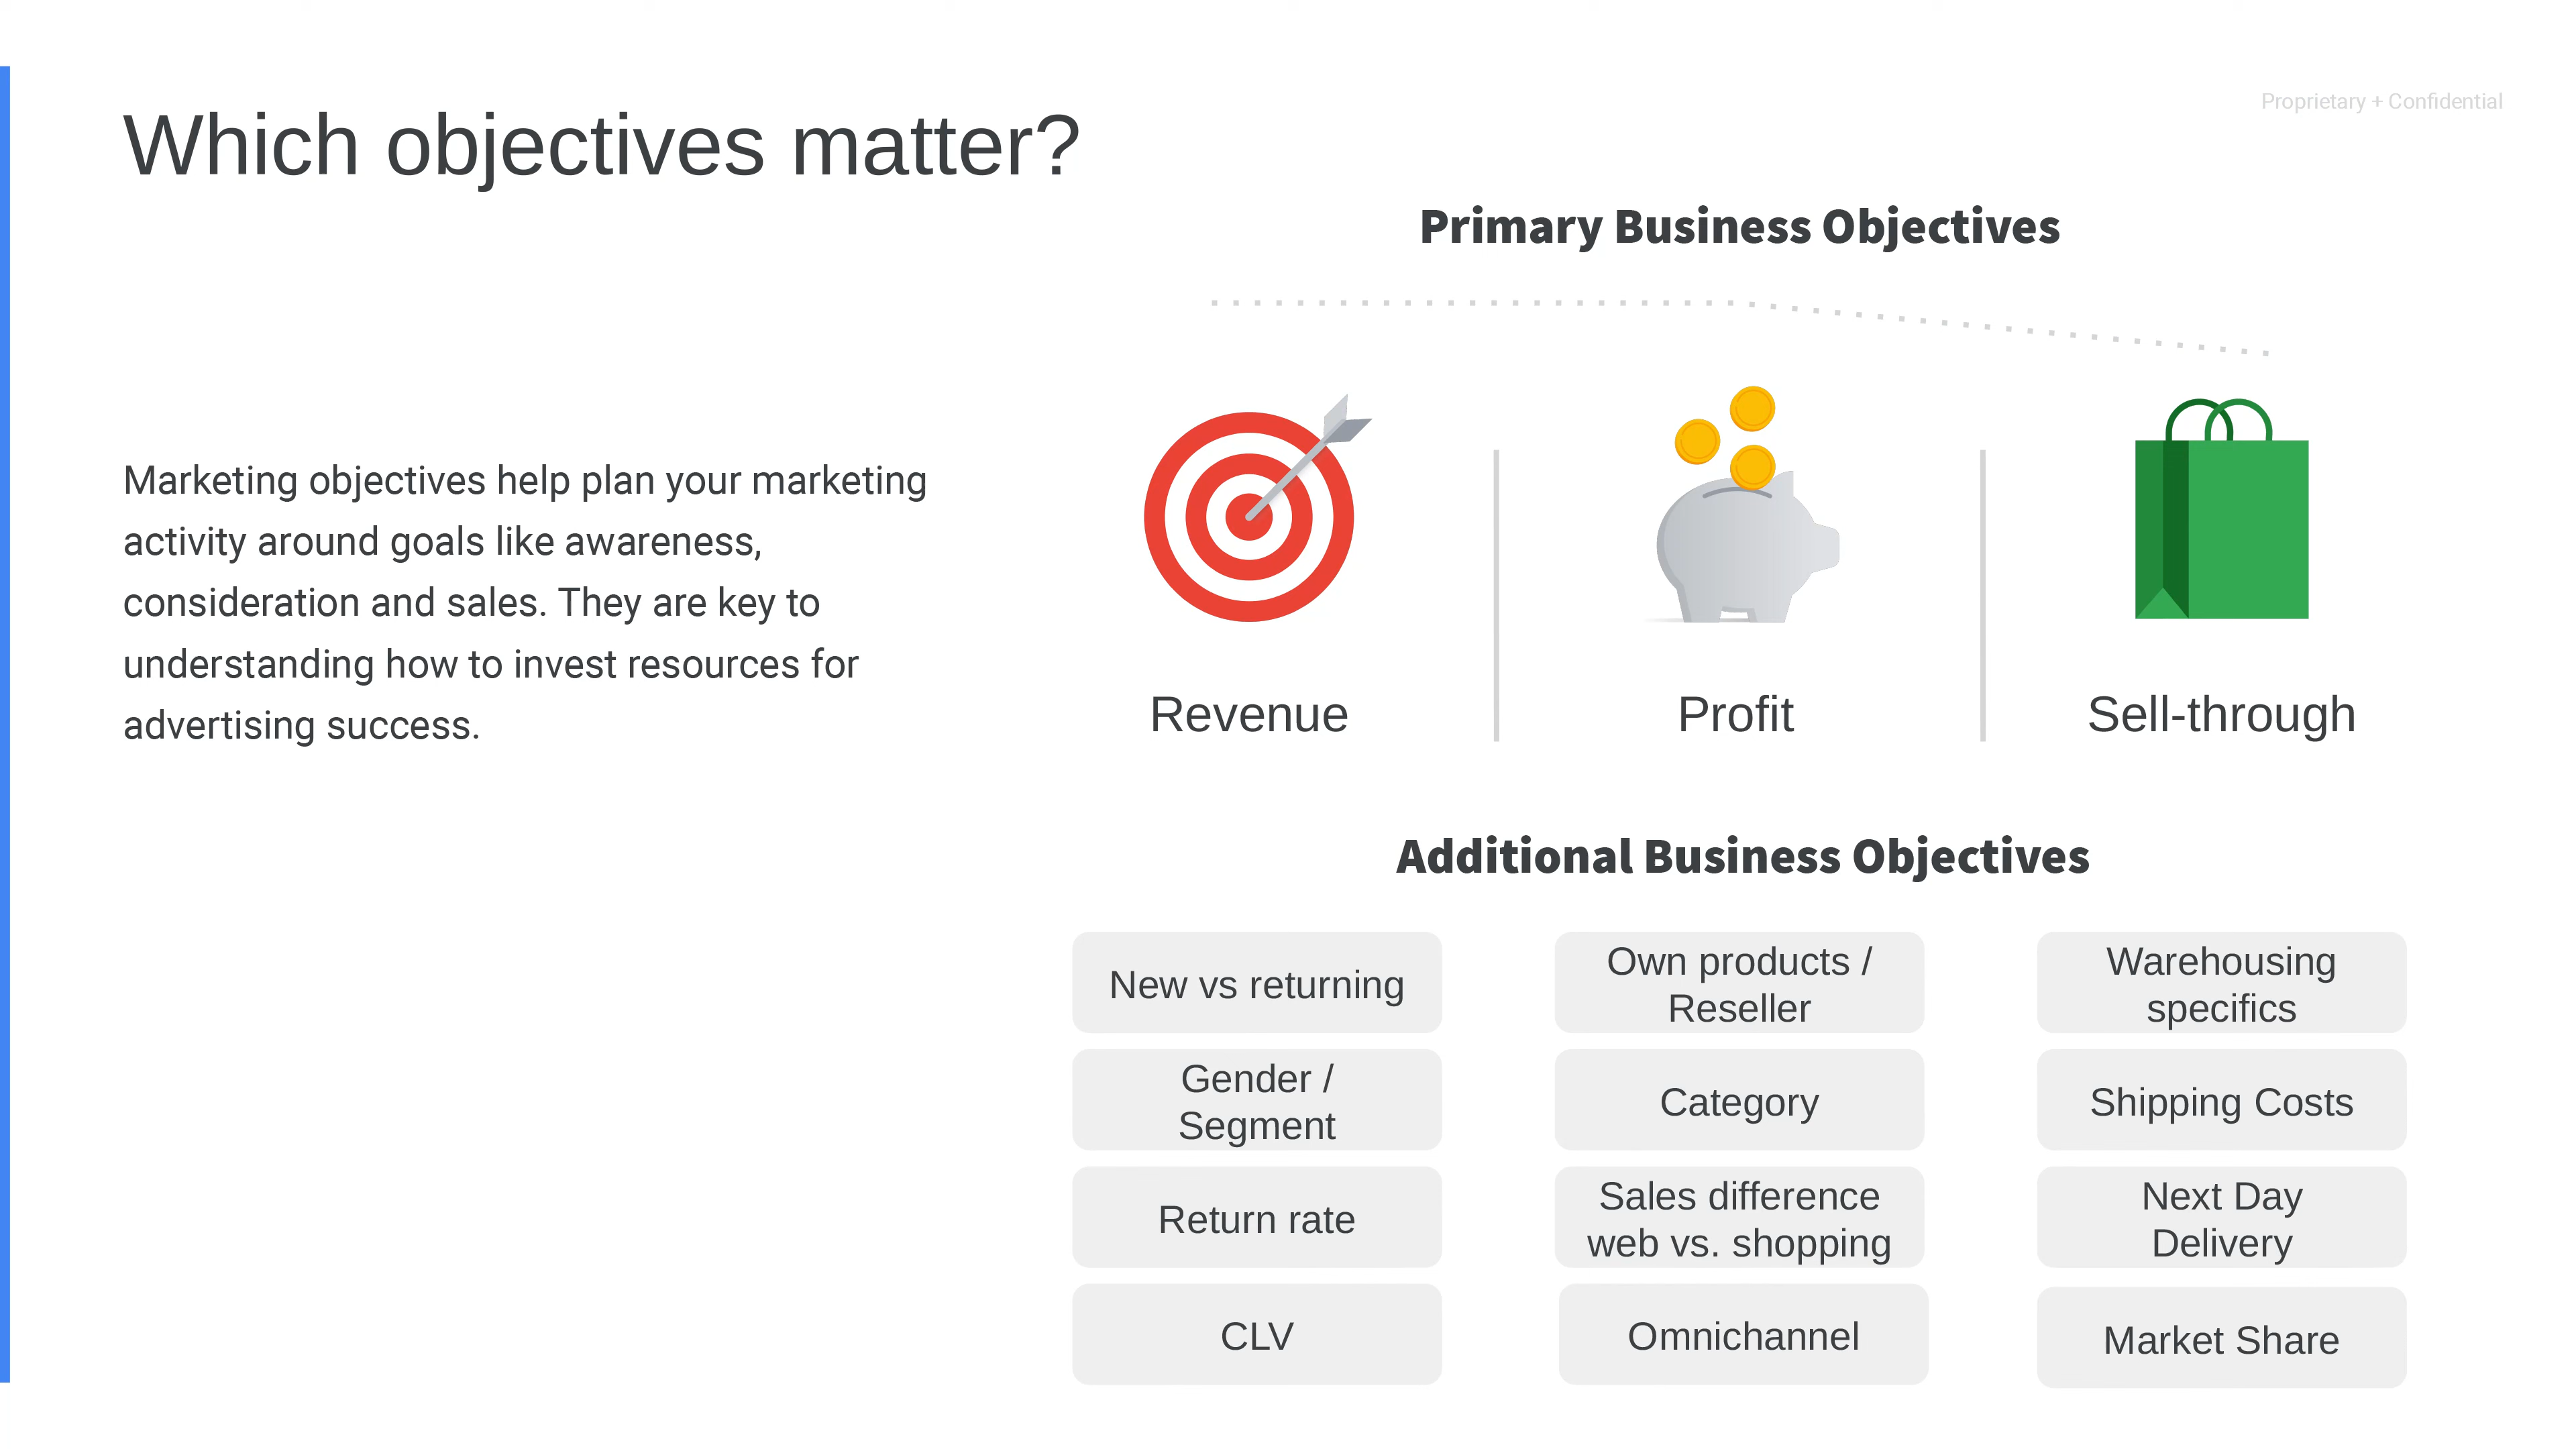 Proprietary + Confidential
Which objectives matter?
Marketing objectives help plan your marketing
activity around goals like awareness,
consideration and sales. They are key to
understanding how to invest resources for
advertising success.
Primary Business Objectives
Revenue
Profit
Sell-through
Additional Business Objectives
New vs returning
Own products /
Reseller
Warehousing
specifics
Gender /
Segment
Category
Shipping Costs
Return rate
Sales difference
web vs. shopping
Next Day
Delivery
CLV
Omnichannel
Market Share